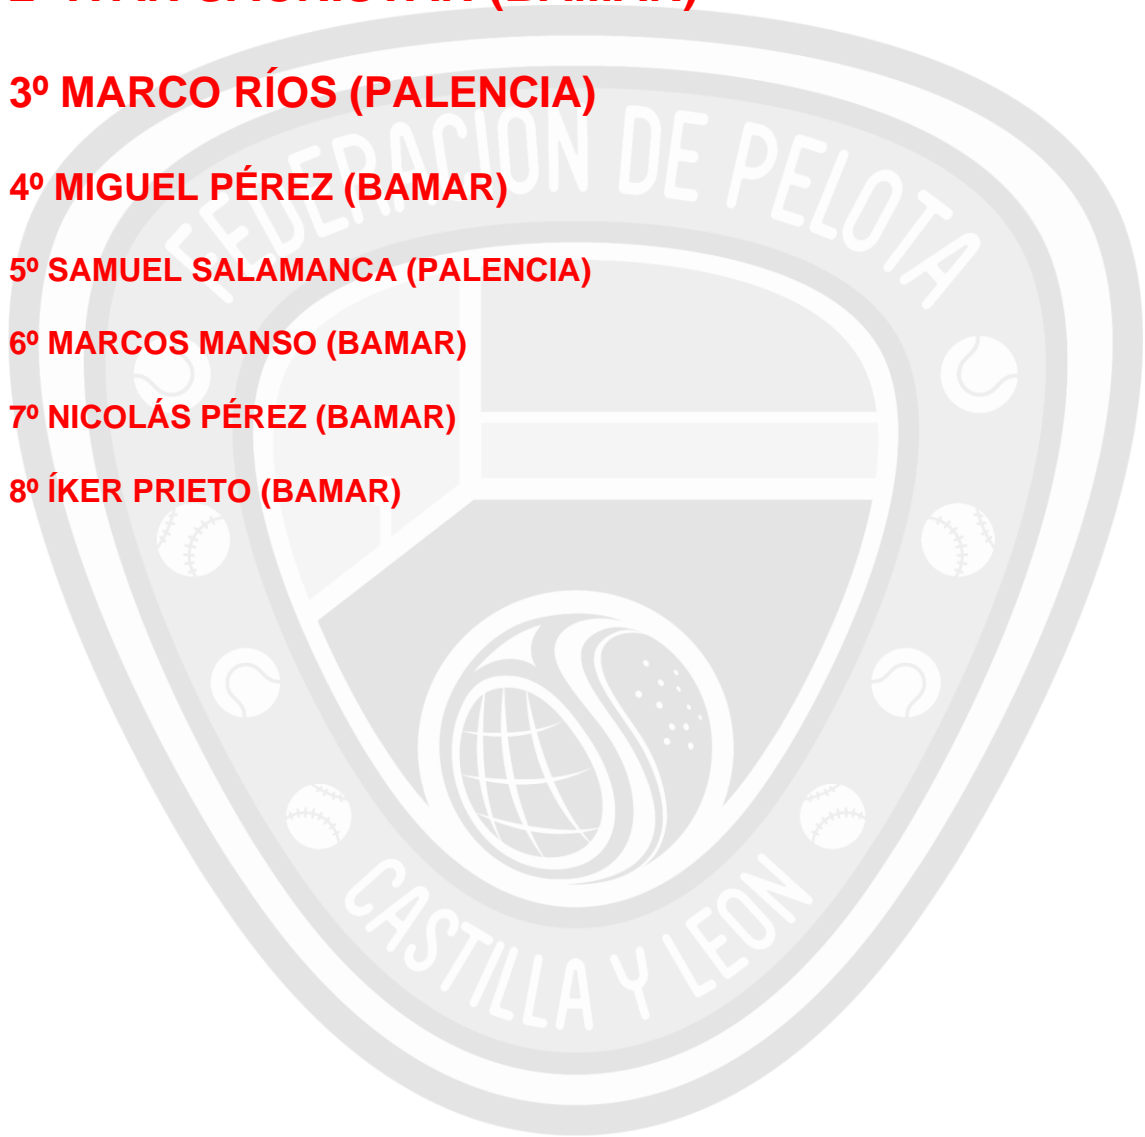 (BAMAR)
3º MARCO RÍOS (PALENCIA)
4º MIGUEL PÉREZ (BAMAR)
5º SAMUEL SALAMANCA (PALENCIA)
6º MARCOS MANSO (BAMAR)
7º NICOLÁS PÉREZ (BAMAR)
8º ÍKER PRIETO (BAMAR)
FEDERACION DE PELOTA
CASTILLA Y LEON